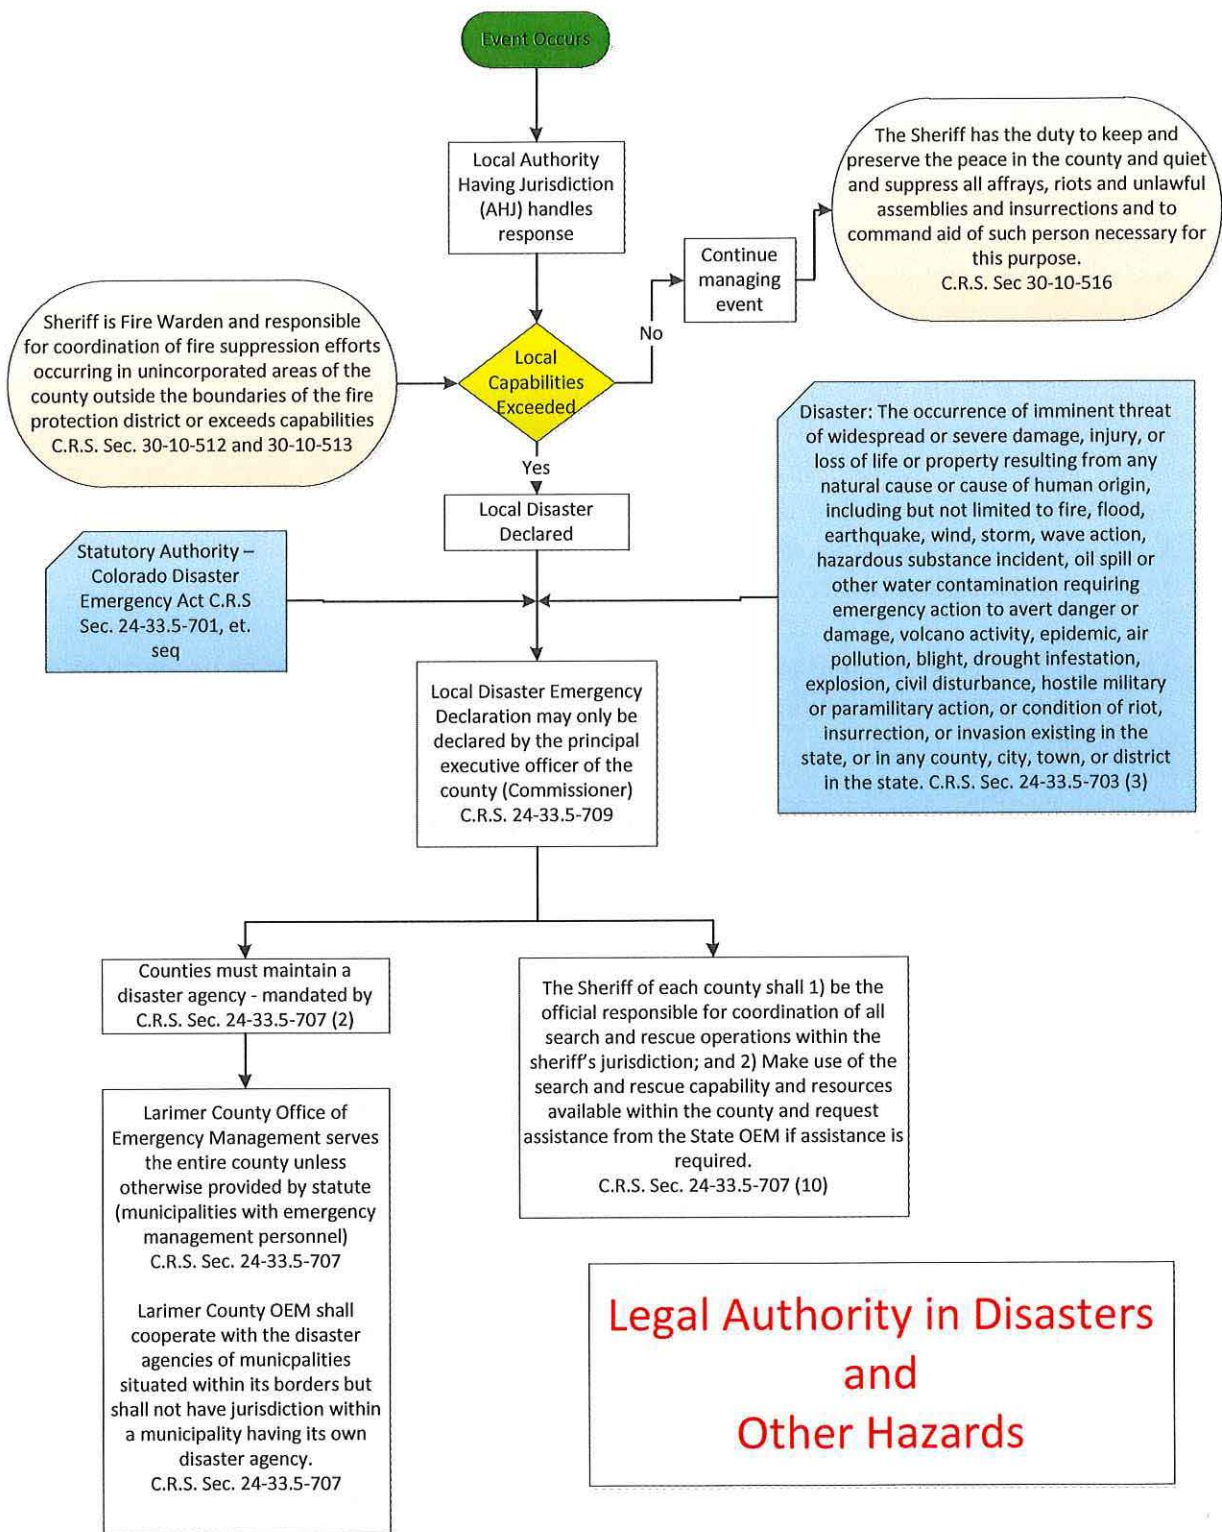 Event Occurs
Local Authority
Having Jurisdiction
(AHJ) handles
response
The Sheriff has the duty to keep and
preserve the peace in the county and quiet
and suppress all affrays, riots and unlawful
assemblies and insurrections and to
command aid of such person necessary for
this purpose.
C.R.S. Sec 30-10-516
Continue
managing
event
No
Sheriff is Fire Warden and responsible
for coordination of fire suppression efforts
occurring in unincorporated areas of the
county outside the boundaries of the fire
protection district or exceeds capabilities
C.R.S. Sec. 30-10-512 and 30-10-513
Local
Capabilities
Exceeded
Yes
Local Disaster
Declared
Disaster: The occurrence of imminent threat
of widespread or severe damage, injury, or
loss of life or property resulting from any
natural cause or cause of human origin,
including but not limited to fire, flood,
earthquake, wind, storm, wave action,
hazardous substance incident, oil spill or
other water contamination requiring
emergency action to avert danger or
damage, volcano activity, epidemic, air
pollution, blight, drought infestation,
explosion, civil disturbance, hostile military
or paramilitary action, or condition of riot,
insurrection, or invasion existing in the
state, or in any county, city, town, or district
in the state. C.R.S. Sec. 24-33.5-703 (3)
Statutory Authority –
Colorado Disaster
Emergency Act C.R.S
Sec. 24-33.5-701, et.
seq
Local Disaster Emergency
Declaration may only be
declared by the principal
executive officer of the
county (Commissioner)
C.R.S. 24-33.5-709
Counties must maintain a
disaster agency - mandated by
C.R.S. Sec. 24-33.5-707 (2)
The Sheriff of each county shall 1) be the
official responsible for coordination of all
search and rescue operations within the
sheriff's jurisdiction; and 2) Make use of the
search and rescue capability and resources
available within the county and request
assistance from the State OEM if assistance is
required.
C.R.S. Sec. 24-33.5-707 (10)
Larimer County Office of
Emergency Management serves
the entire county unless
otherwise provided by statute
(municipalities with emergency
management personnel)
C.R.S. Sec. 24-33.5-707
Larimer County OEM shall
cooperate with the disaster
agencies of municpalities
situated within its borders but
shall not have jurisdiction within
a municipality having its own
disaster agency.
C.R.S. Sec. 24-33.5-707
Legal Authority in Disasters
and
Other Hazards